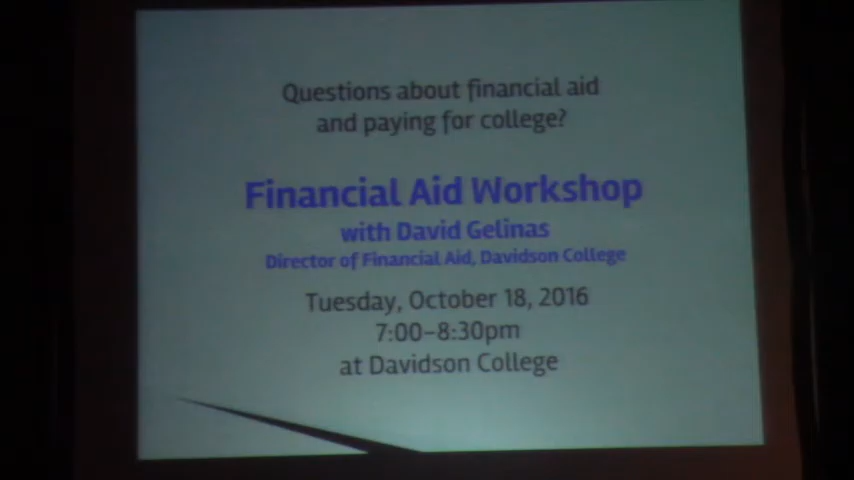 Questions about financial aid
and paying for college?
Financial Aid Workshop
with David Gelinas
Director of Financial Aid, Davidson College
Tuesday, October 18, 2016
7:00–8:30pm
at Davidson College